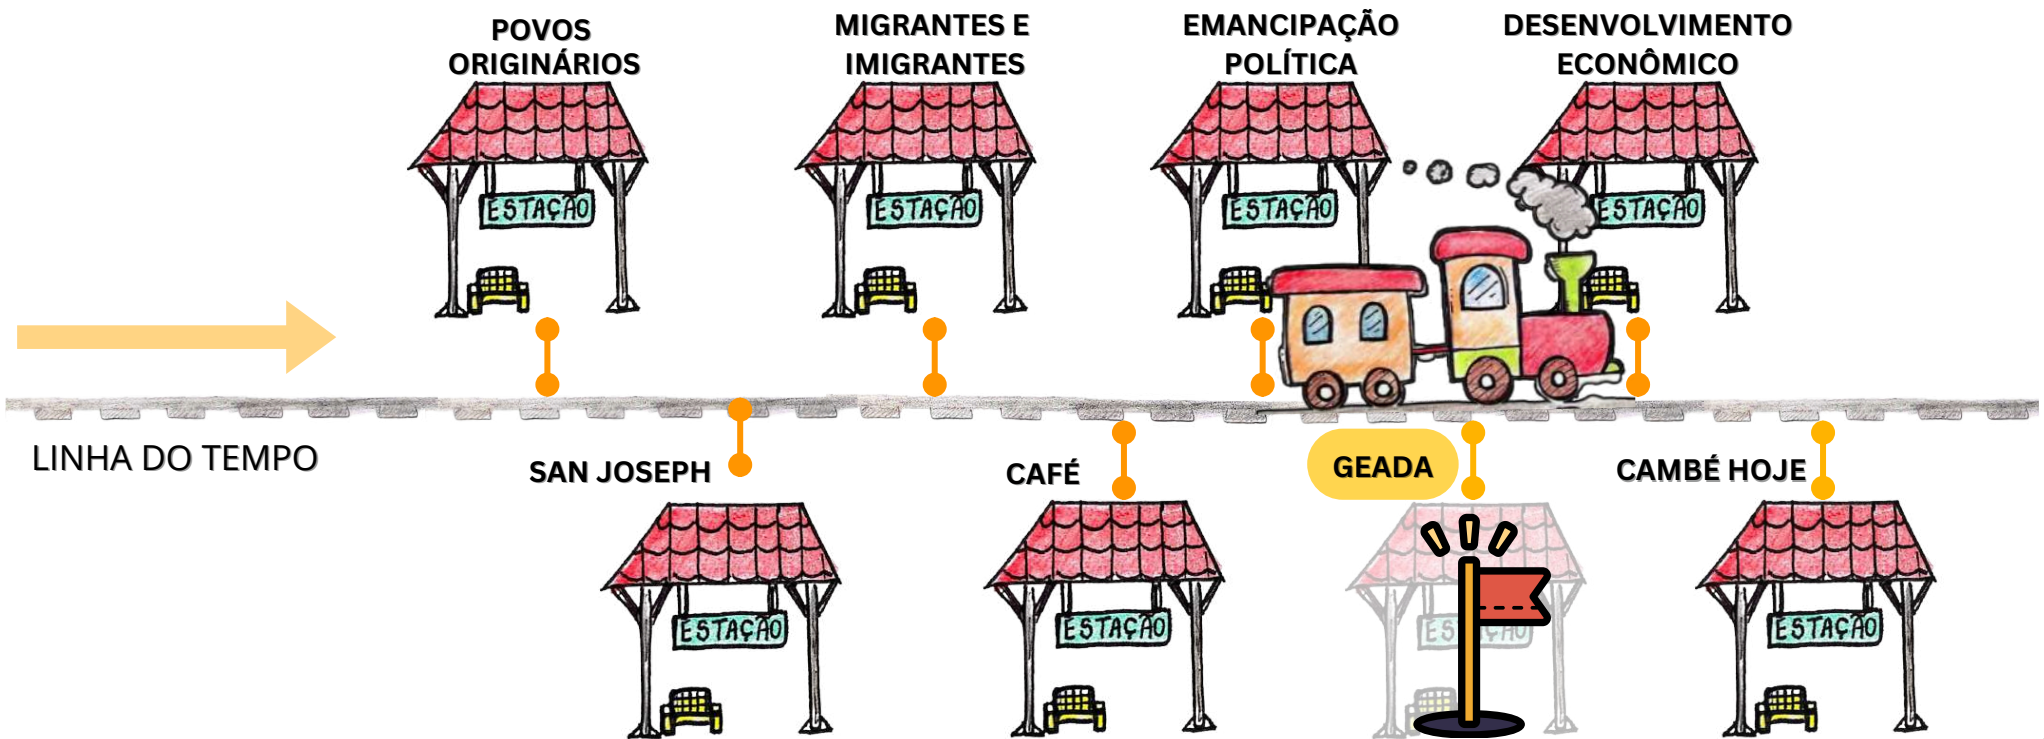 POVOS
ORIGINÁRIOS
MIGRANTES E
IMIGRANTES
EMANCIPAÇÃO
POLÍTICA
DESENVOLVIMENTO
ECONÔMICO
ESTAÇÃO
ESTAÇÃO
ESTAÇÃO
ESTAÇÃO
LINHA DO TEMPO
SAN JOSEPH
CAFÉ
GEADA
CAMBÉ HOJE
ESTAÇÃO
ESTAÇÃO
ESTAÇÃO
ESTAÇÃO